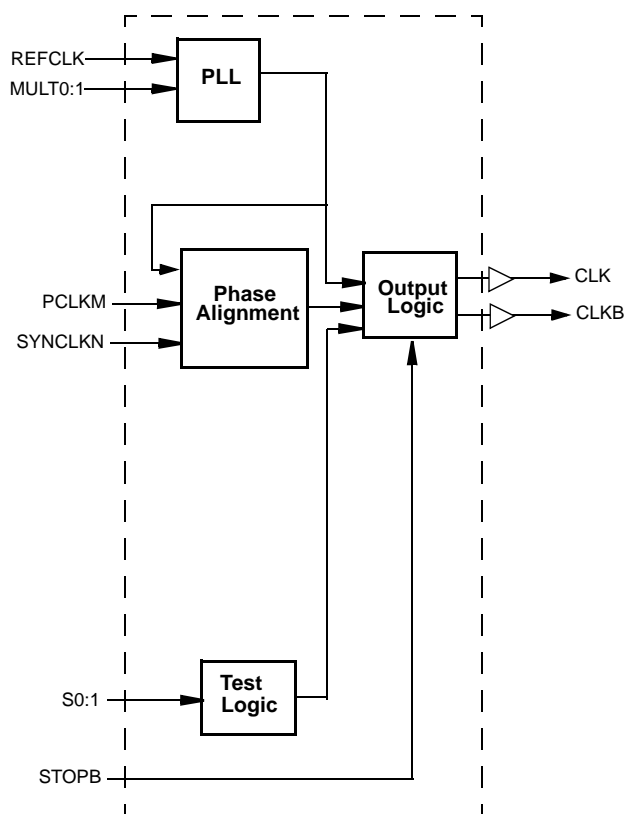 REFCLK
MULT0:1
PLL
PCLKM
SYNCLKN
Phase
Alignment
Output
Logic
CLK
CLKB
S0:1
Test
Logic
STOPB